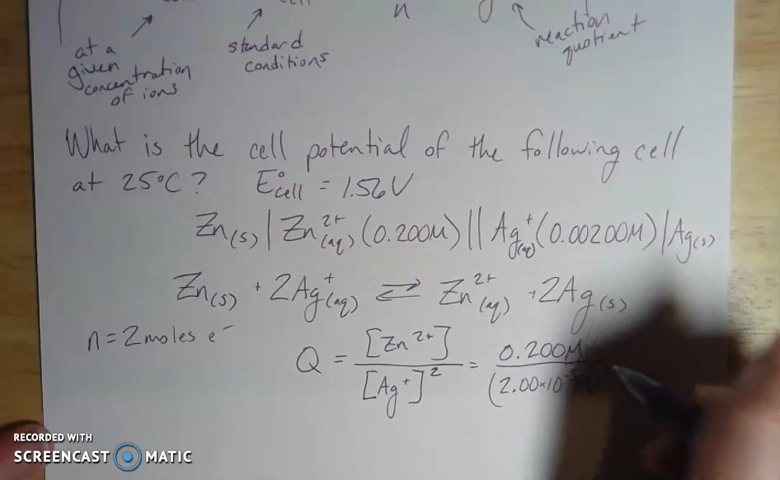 n
at a
given
concentration
of ions
standard
conditions
reaction
quotient
What is the cell potential of the following cell
at 25°C? E°cell = 1.56V
Zn(s) | Zn²⁺(aq) (0.200M) || Ag⁺(aq) (0.00200M) | Ag(s)
Zn(s) + 2Ag⁺(aq) ⇌ Zn²⁺(aq) + 2Ag(s)
n = 2 moles e⁻
Q = [Zn²⁺] / [Ag⁺]² = 0.200M / (2.00×10
RECORDED WITH
SCREENCAST MATIC